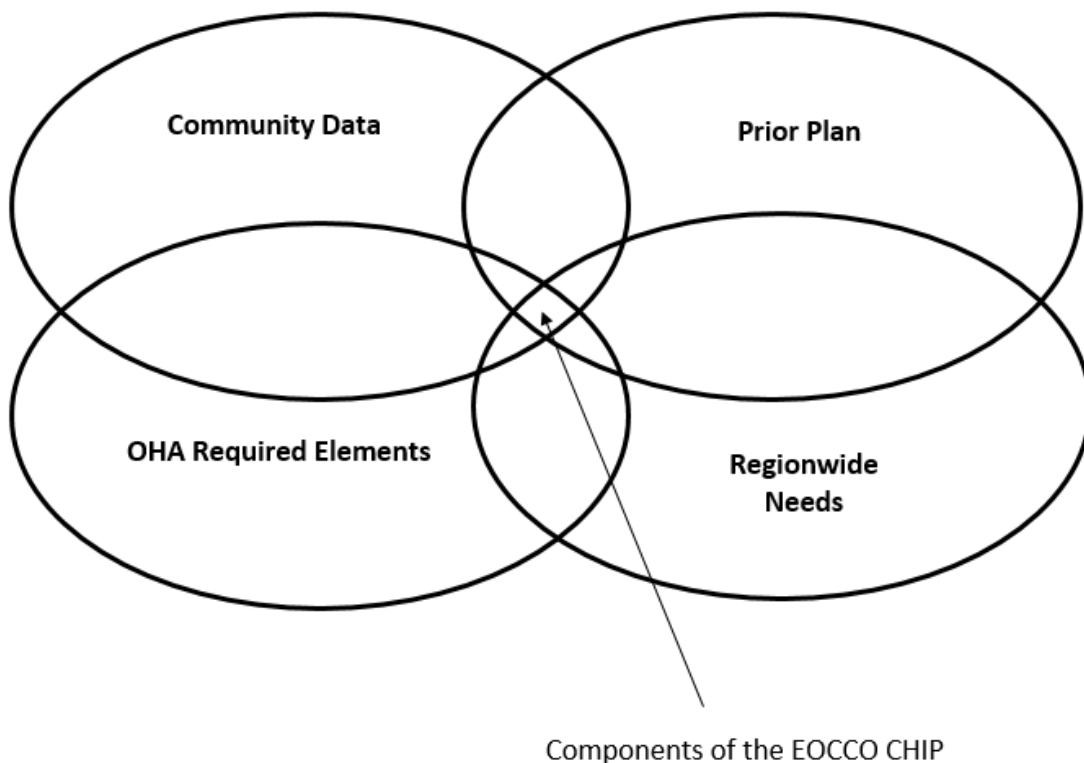 Community Data
Prior Plan
OHA Required Elements
Regionwide
Needs
Components of the EOCCO CHIP